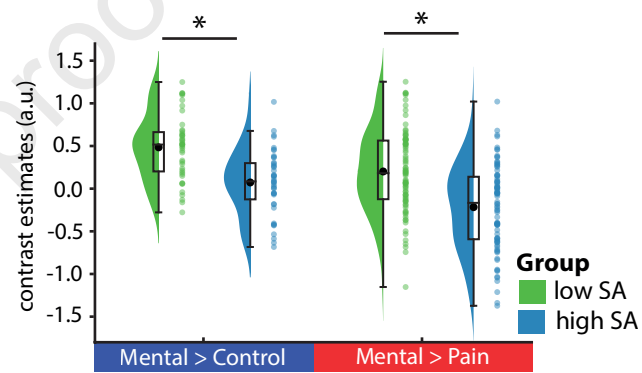 proo
*
*
contrast estimates (a.u.)
1.5
1.0
0.5
0.0
-0.5
-1.0
-1.5
Group
low SA
high SA
Mental > Control
Mental > Pain